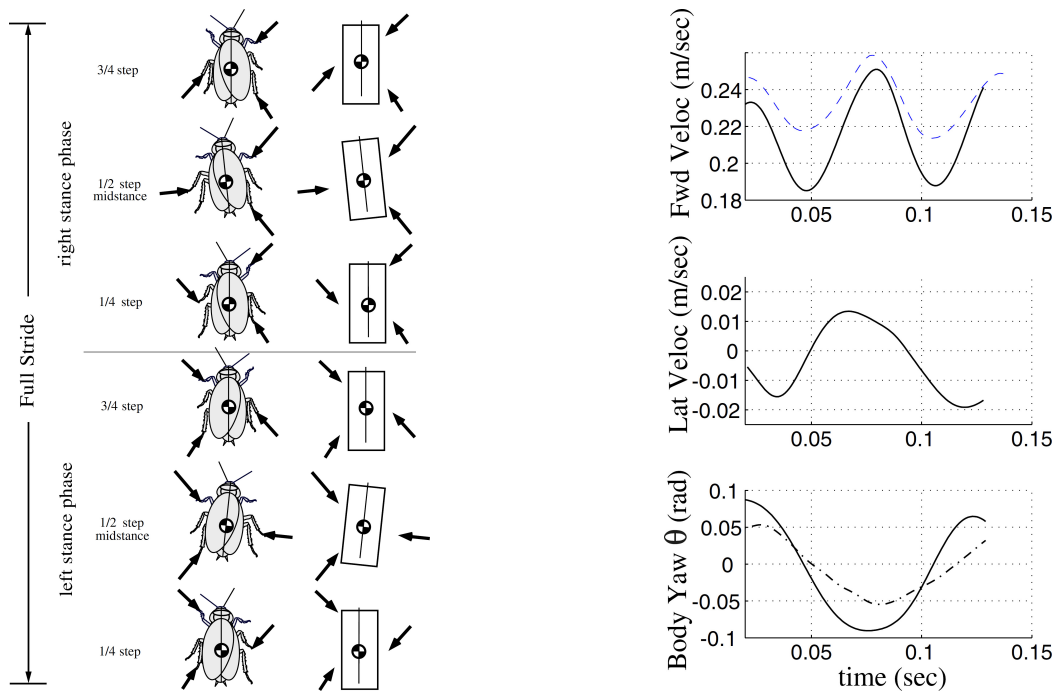 Full Stride
right stance phase
3/4 step
1/2 step
midstance
1/4 step
left stance phase
3/4 step
1/2 step
midstance
1/4 step
Fwd Veloc (m/sec)
0.24
0.22
0.2
0.18
0.05 0.1 0.15
Lat Veloc (m/sec)
0.02
0.01
0
-0.01
-0.02
0.05 0.1 0.15
Body Yaw θ (rad)
0.1
0.05
0
-0.05
-0.1
0.05 0.1 0.15
time (sec)